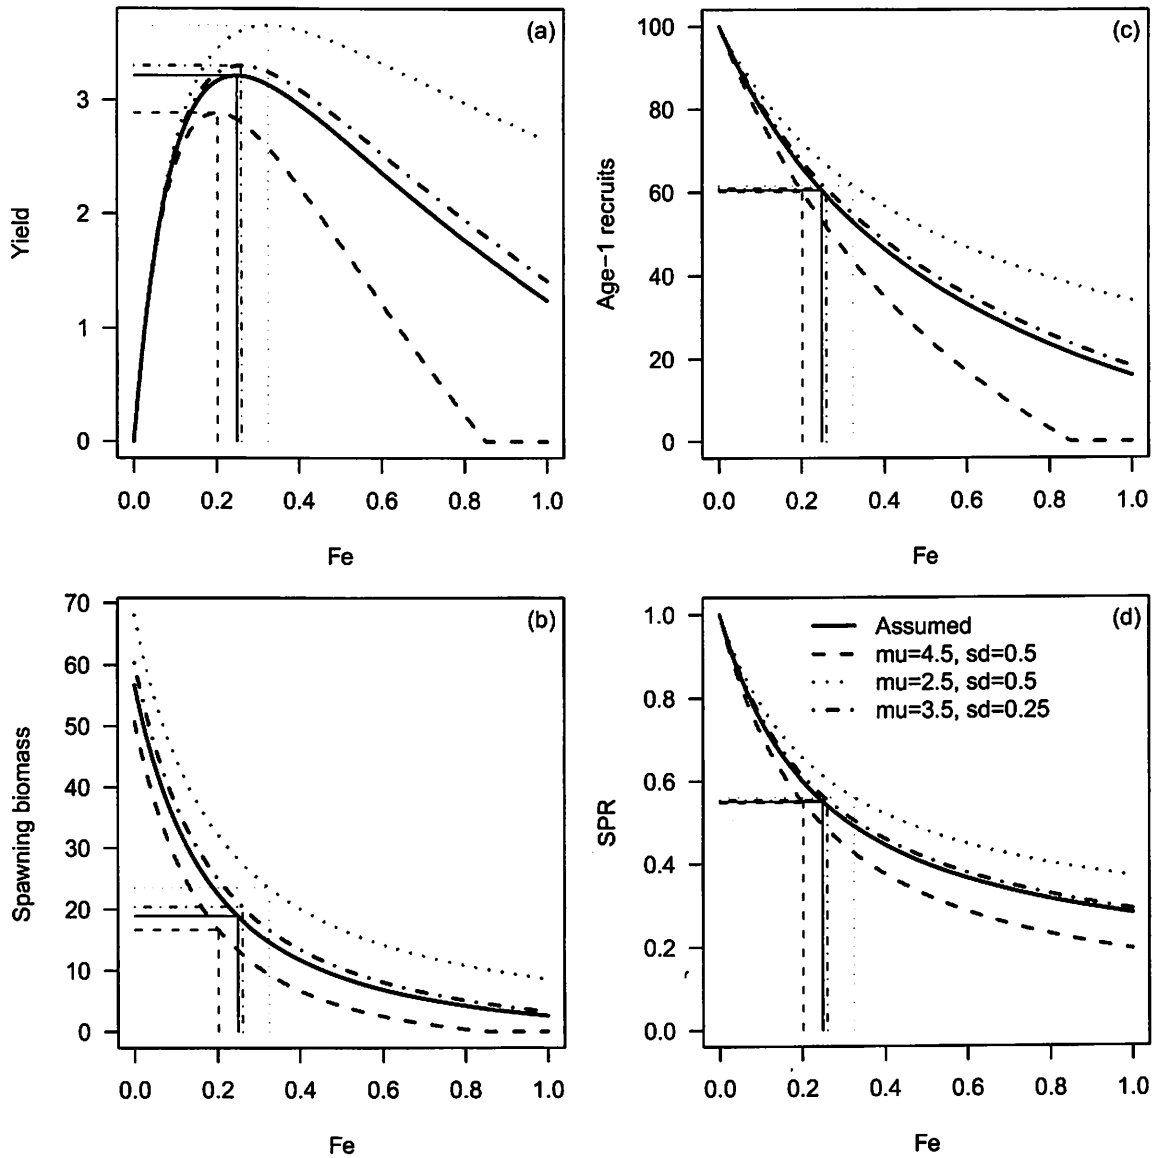 (a)
Yield
3
2
1
0
0.0 0.2 0.4 0.6 0.8 1.0
Fe
(c)
Age−1 recruits
100
80
60
40
20
0
0.0 0.2 0.4 0.6 0.8 1.0
Fe
(b)
Spawning biomass
70
60
50
40
30
20
10
0
0.0 0.2 0.4 0.6 0.8 1.0
Fe
(d)
SPR
1.0
0.8
0.6
0.4
0.2
0.0
Assumed
mu=4.5, sd=0.5
mu=2.5, sd=0.5
mu=3.5, sd=0.25
0.0 0.2 0.4 0.6 0.8 1.0
Fe